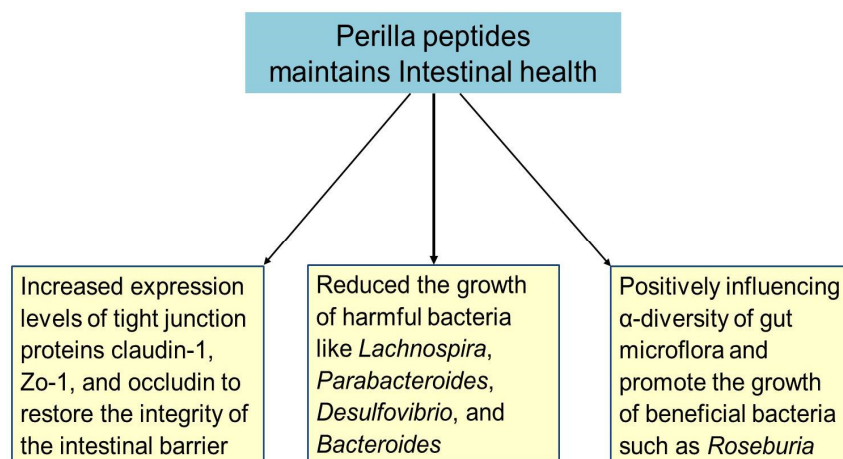 Perilla peptides
maintains Intestinal health
Increased expression
levels of tight junction
proteins claudin-1,
Zo-1, and occludin to
restore the integrity of
the intestinal barrier
Reduced the growth
of harmful bacteria
like Lachnospira,
Parabacteroides,
Desulfovibrio, and
Bacteroides
Positively influencing
α-diversity of gut
microflora and
promote the growth
of beneficial bacteria
such as Roseburia